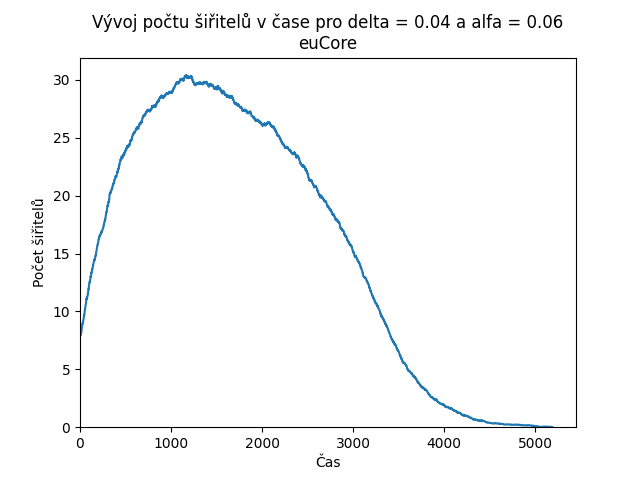 Vývoj počtu šiřitelů v čase pro delta = 0.04 a alfa = 0.06
euCore
30
25
20
15
10
5
0
Počet šiřitelů
0 1000 2000 3000 4000 5000
Čas